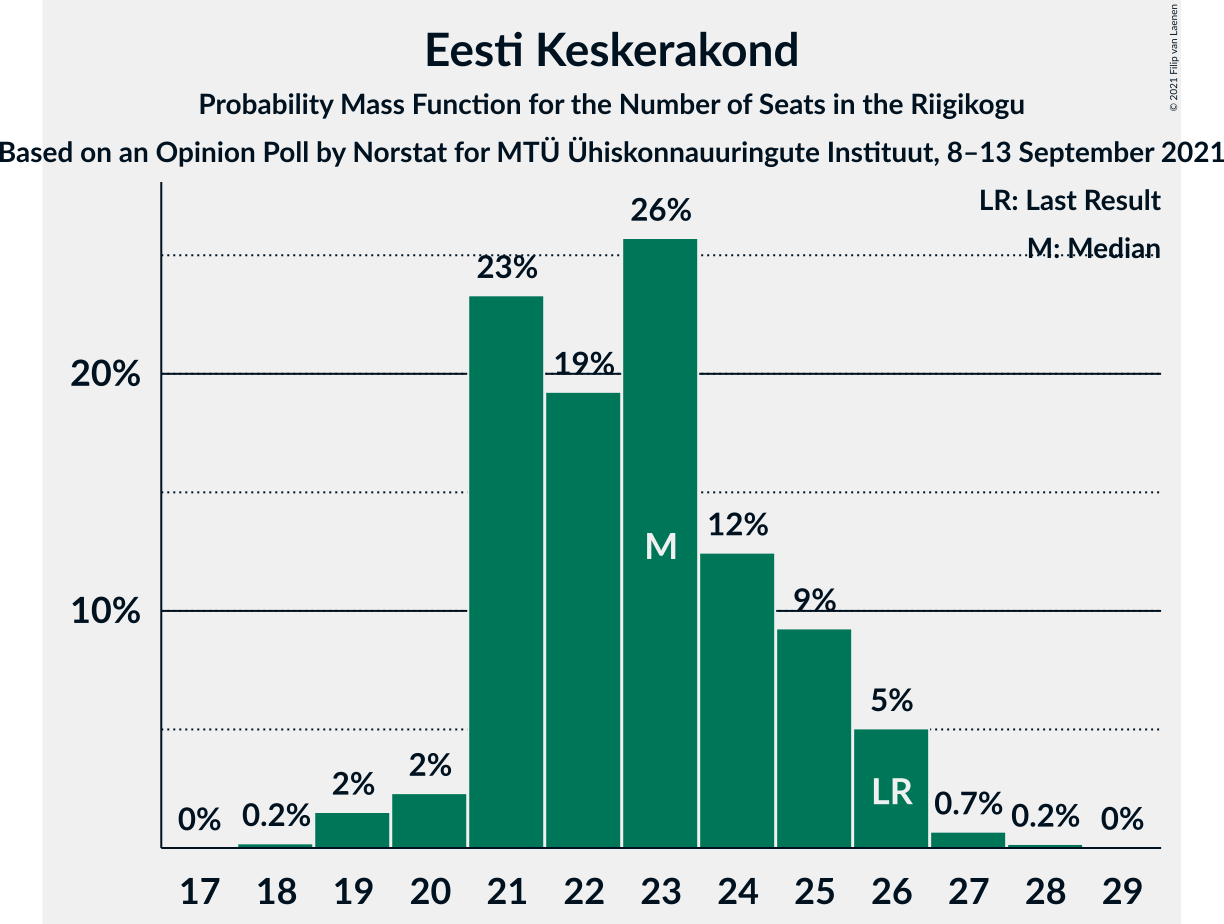 Eesti Keskerakond
Probability Mass Function for the Number of Seats in the Riigikogu
Based on an Opinion Poll by Norstat for MTÜ Ühiskonnauuringute Instituut, 8–13 September 2021
© 2021 Filip van Laenen
LR: Last Result
M: Median
26%
23%
19%
20%
12%
M
9%
10%
5%
LR
2%
2%
0.7%
0% 0.2% 0.2% 0%
17 18 19 20 21 22 23 24 25 26 27 28 29